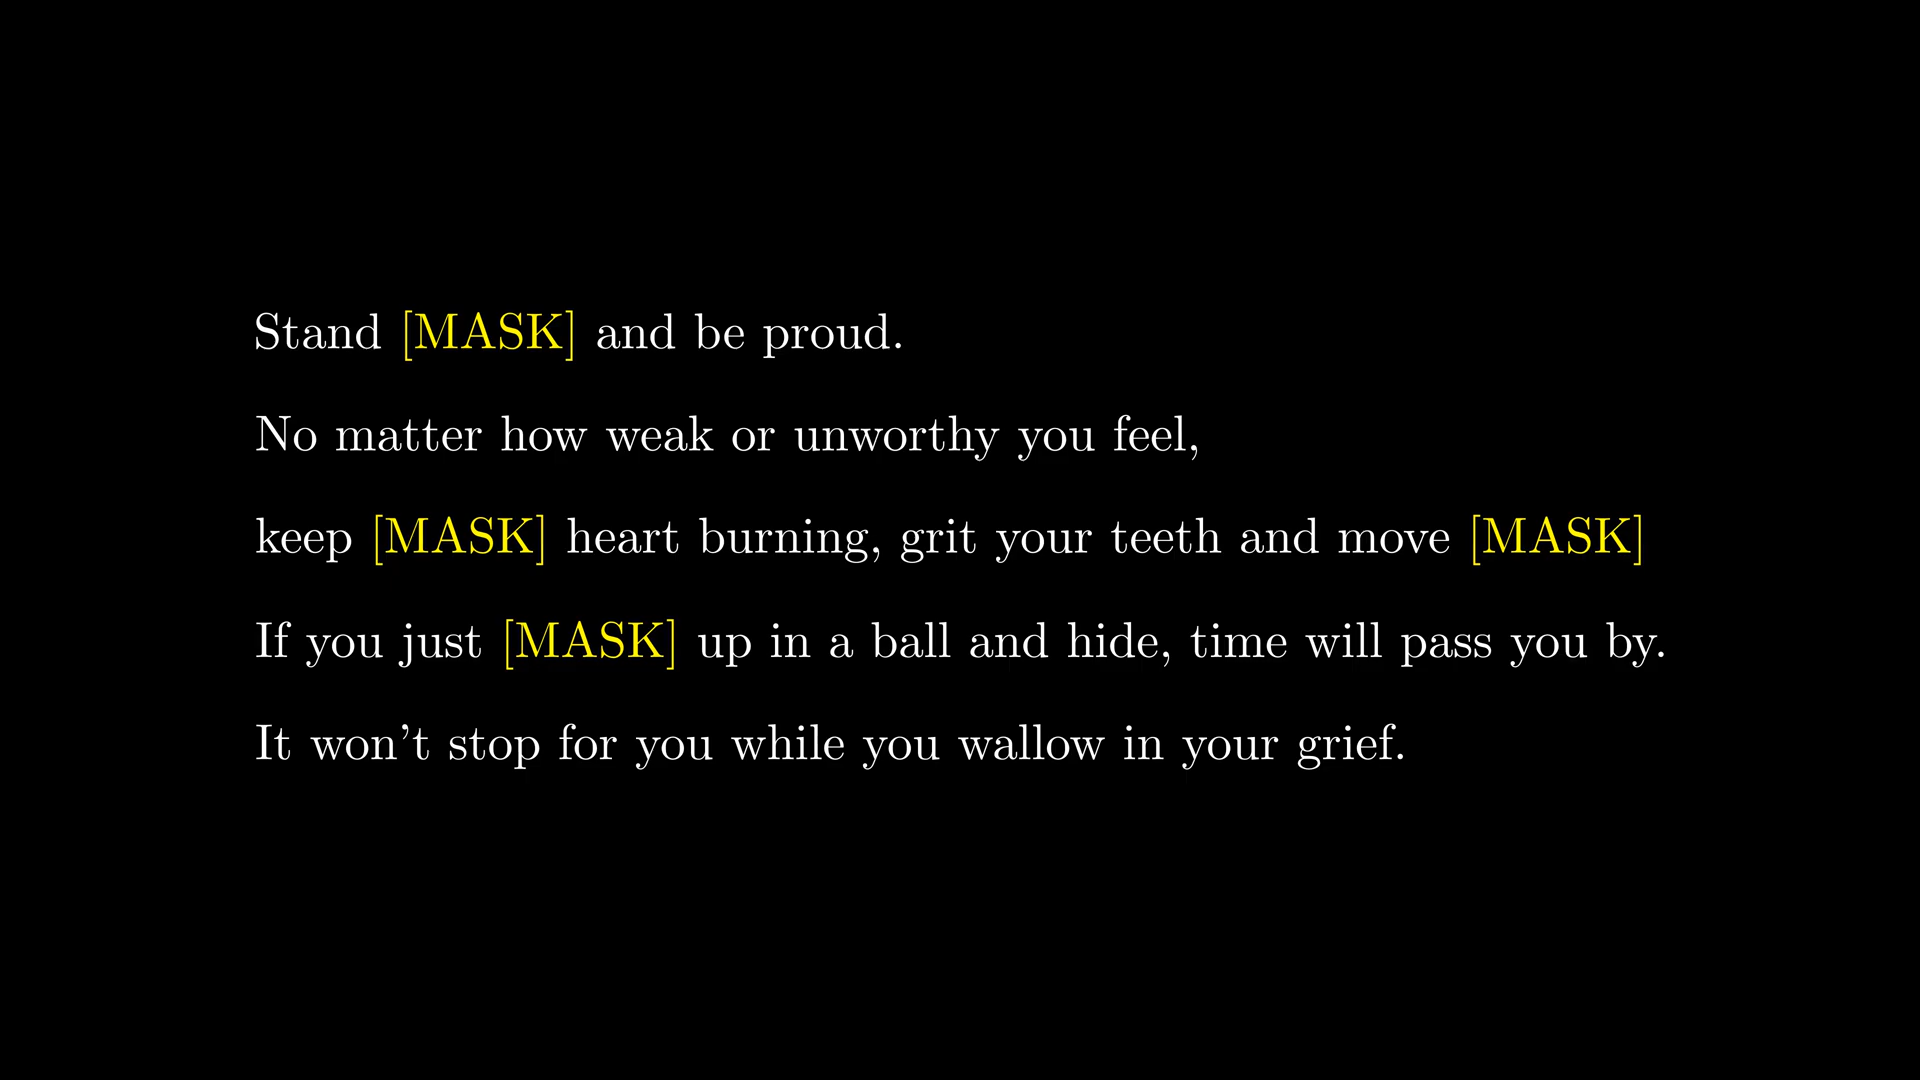 Stand [MASK] and be proud.
No matter how weak or unworthy you feel,
keep [MASK] heart burning, grit your teeth and move [MASK]
If you just [MASK] up in a ball and hide, time will pass you by.
It won't stop for you while you wallow in your grief.